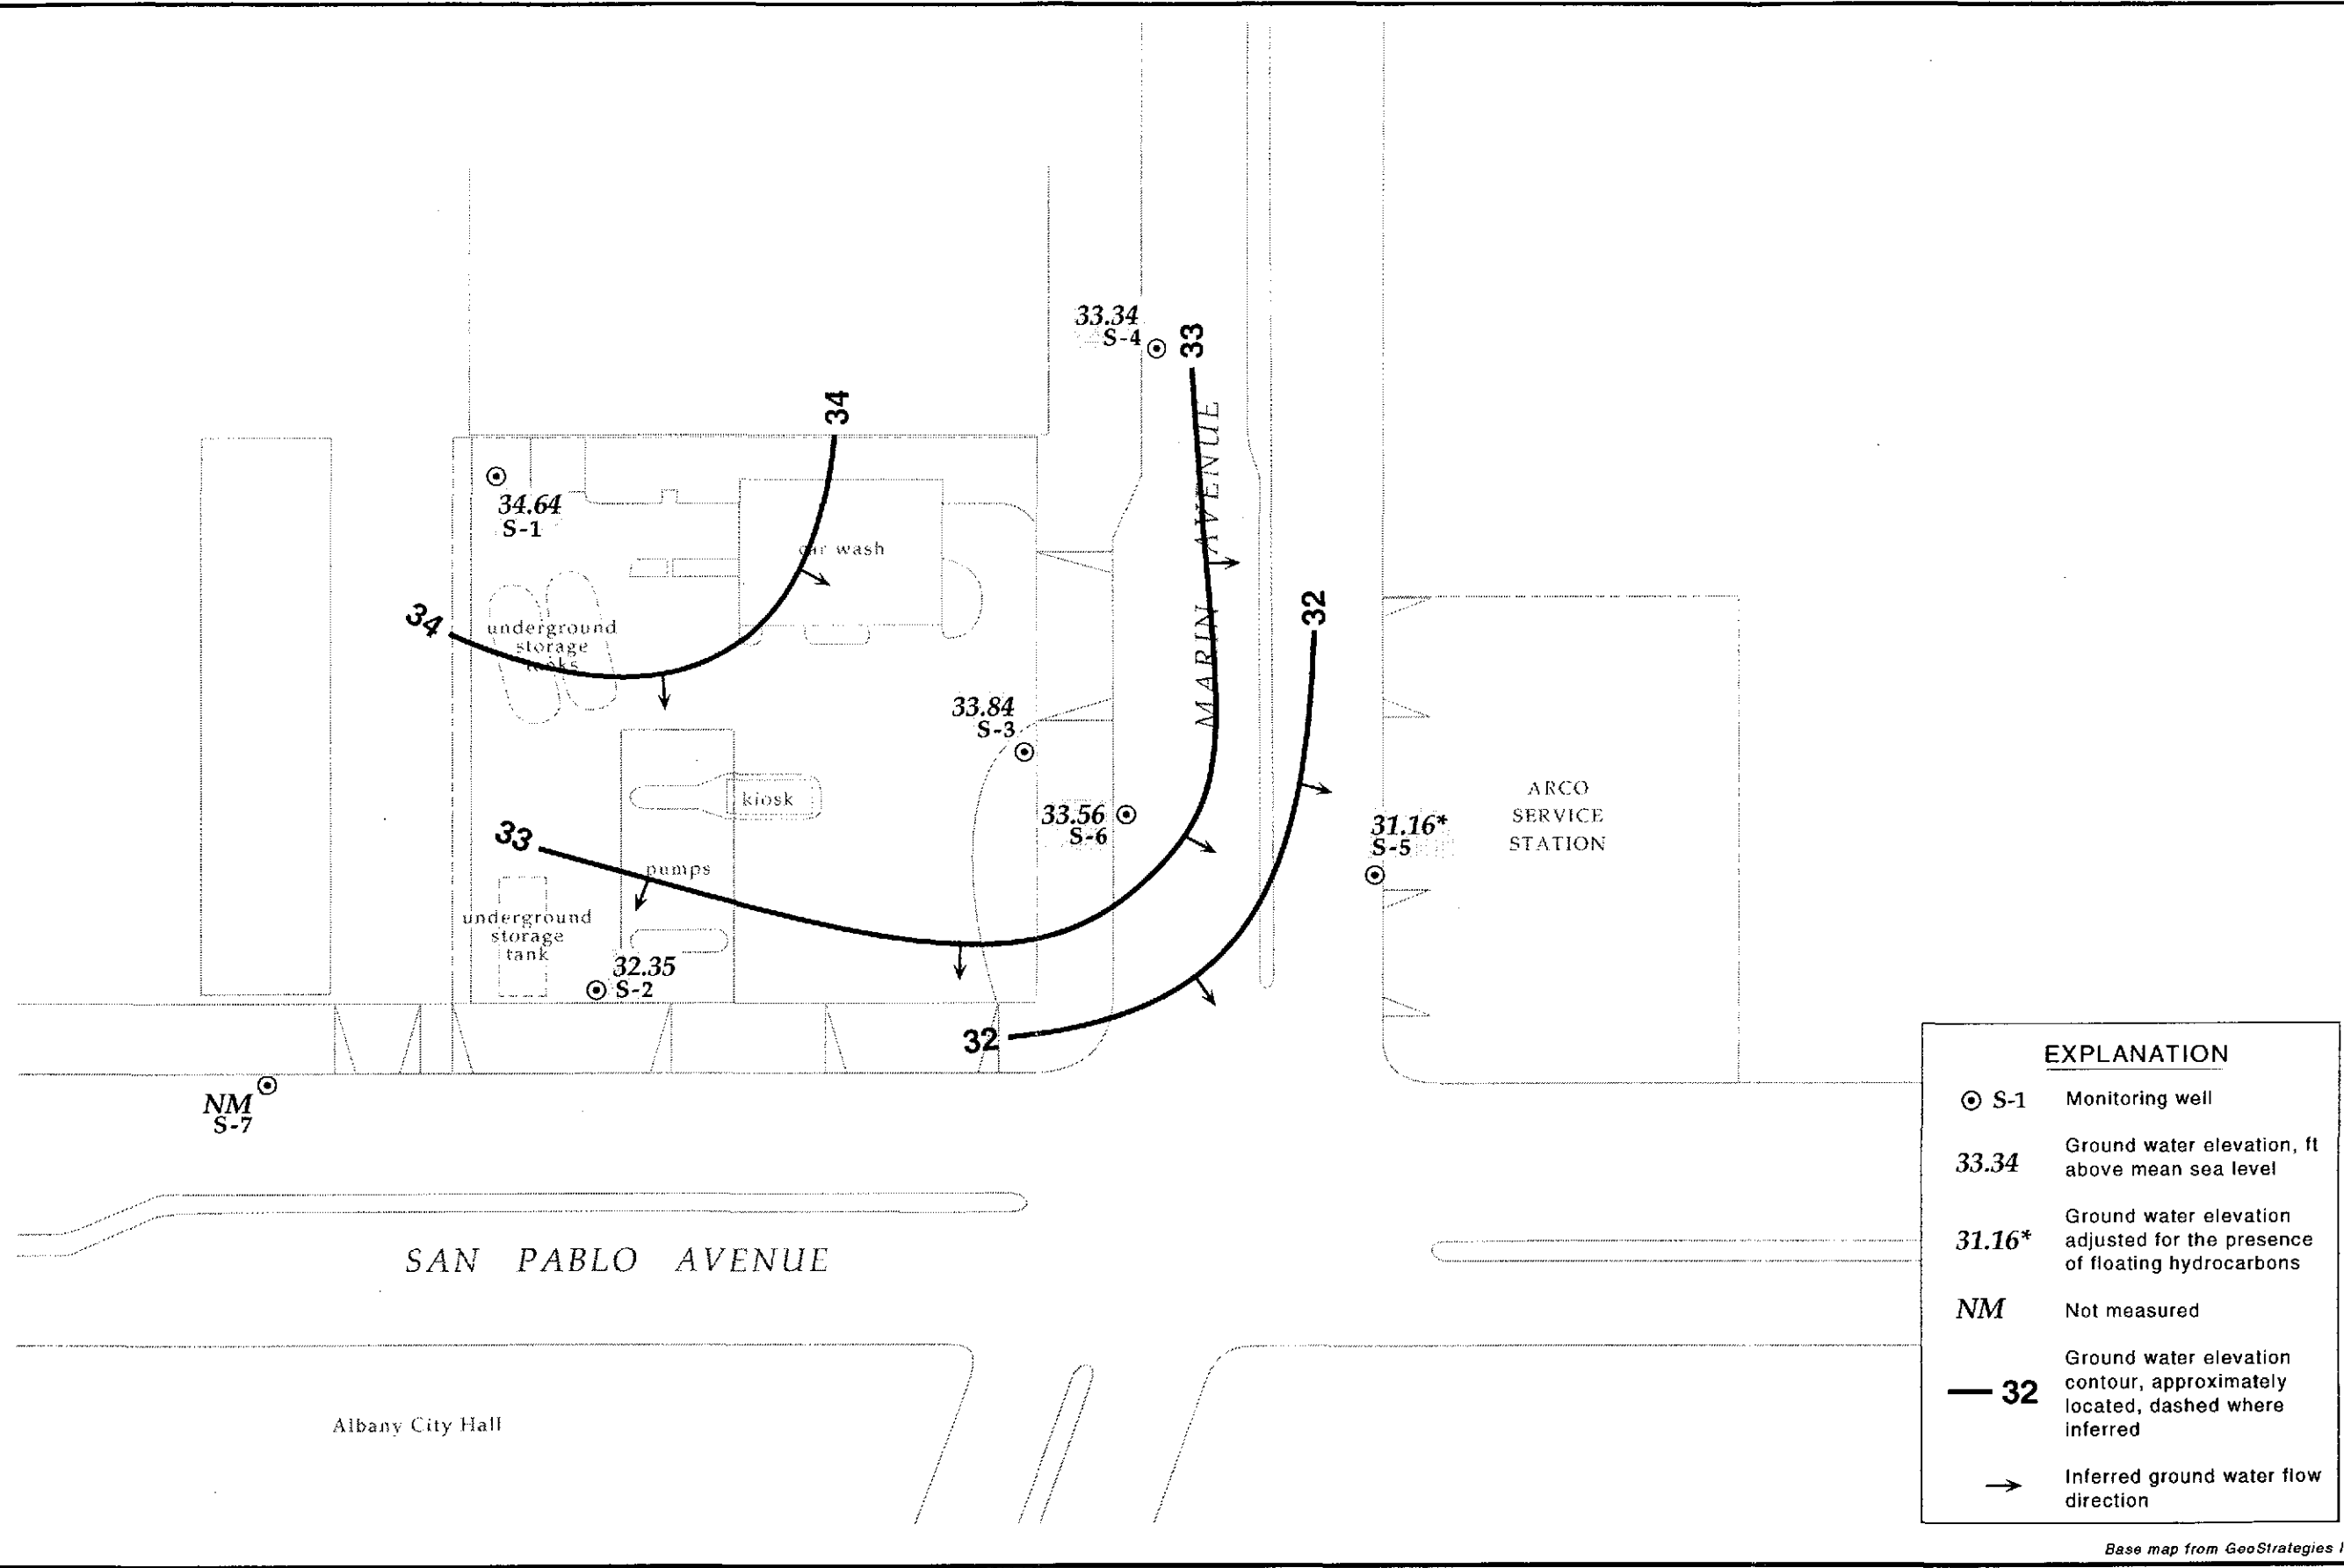 33.34
S-4
33
34
34.64
S-1
car wash
MARIN AVENUE
34
underground
storage
tanks
32
33.84
S-3
kiosk
ARCO
SERVICE
STATION
33.56
S-6
31.16*
S-5
33
pumps
underground
storage
tank
32.35
S-2
32
NM
S-7
SAN PABLO AVENUE
Albany City Hall
EXPLANATION
S-1 Monitoring well
33.34 Ground water elevation, ft
above mean sea level
31.16* Ground water elevation
adjusted for the presence
of floating hydrocarbons
NM Not measured
32 Ground water elevation
contour, approximately
located, dashed where
inferred
Inferred ground water flow
direction
Base map from GeoStrategies I